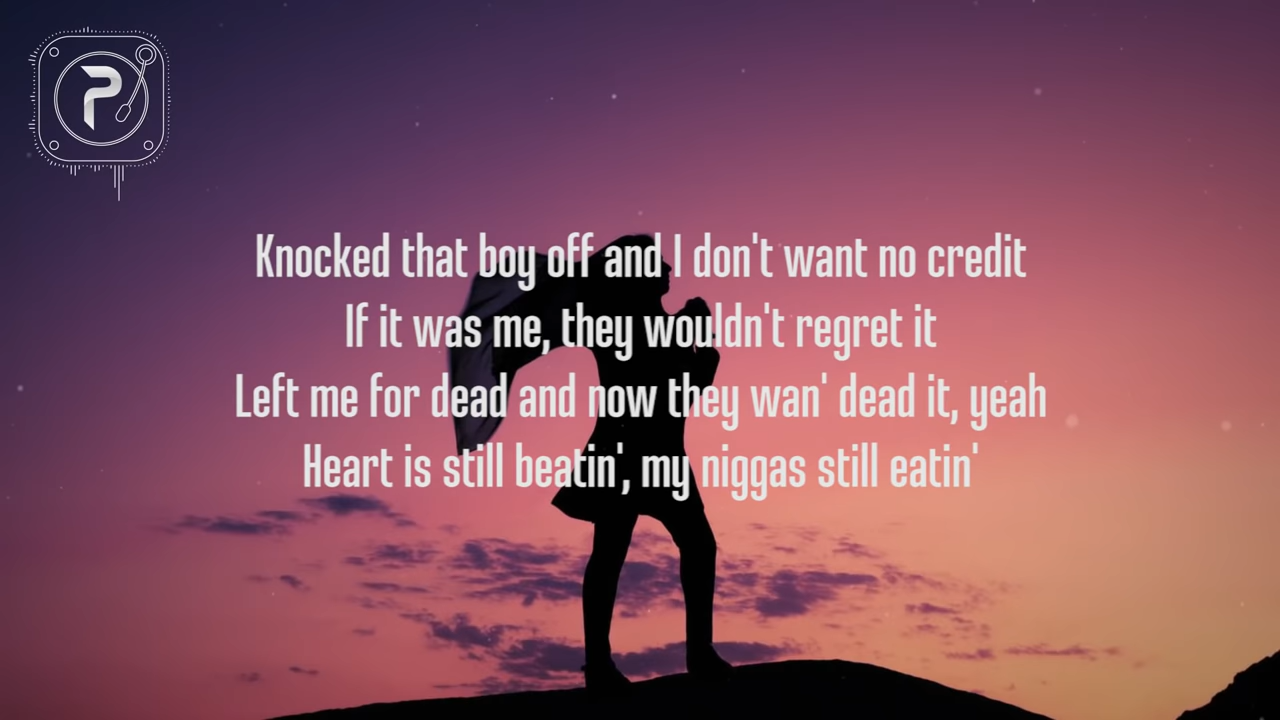 P
Knocked that boy off and I don't want no credit
If it was me, they wouldn't regret it
Left me for dead and now they wan' dead it, yeah
Heart is still beatin', my niggas still eatin'